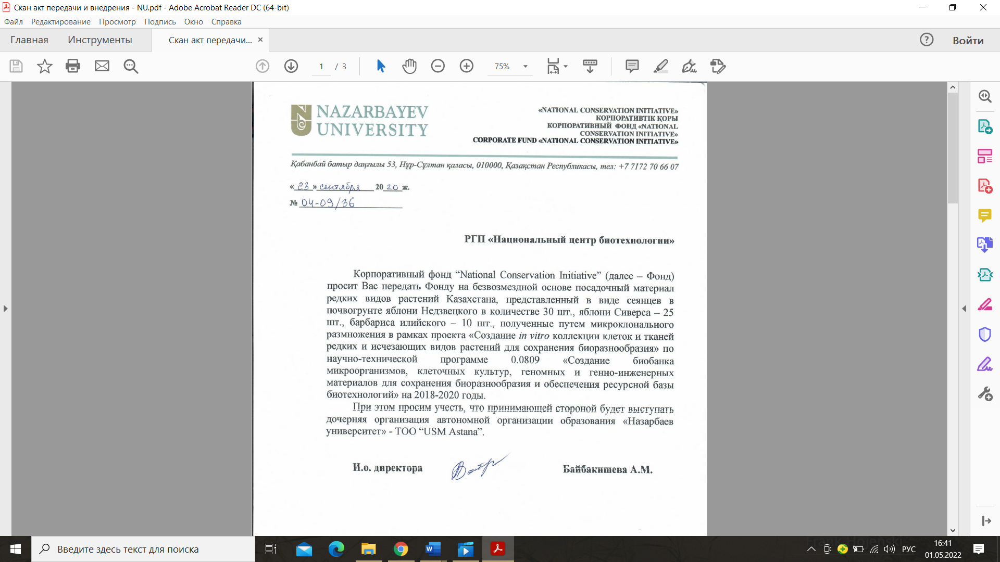 Скан акт передачи и внедрения - NU.pdf - Adobe Acrobat Reader DC (64-bit)
Файл Редактирование Просмотр Подпись Окно Справка
Главная Инструменты Скан акт передачи... × Войти
1 / 3 75%
NAZARBAYEV
UNIVERSITY
«NATIONAL CONSERVATION INITIATIVE»
КОРПОРАТИВТІК ҚОРЫ
КОРПОРАТИВНЫЙ ФОНД «NATIONAL
CONSERVATION INITIATIVE»
CORPORATE FUND «NATIONAL CONSERVATION INITIATIVE»
Қабанбай батыр даңғылы 53, Нұр-Сұлтан қаласы, 010000, Қазақстан Республикасы, тел: +7 7172 70 66 07
« 23 » сентября 20 20 ж.
№ 04-09/36
РГП «Национальный центр биотехнологии»
Корпоративный фонд “National Conservation Initiative” (далее – Фонд)
просит Вас передать Фонду на безвозмездной основе посадочный материал
редких видов растений Казахстана, представленный в виде сеянцев в
почвогрунте яблони Недзвецкого в количестве 30 шт., яблони Сиверса – 25
шт., барбариса илийского – 10 шт., полученные путем микроклонального
размножения в рамках проекта «Создание in vitro коллекции клеток и тканей
редких и исчезающих видов растений для сохранения биоразнообразия» по
научно-технической программе 0.0809 «Создание биобанка
микроорганизмов, клеточных культур, геномных и генно-инженерных
материалов для сохранения биоразнообразия и обеспечения ресурсной базы
биотехнологий» на 2018-2020 годы.
При этом просим учесть, что принимающей стороной будет выступать
дочерняя организация автономной организации образования «Назарбаев
университет» - ТОО “USM Astana”.
И.о. директора Байбакишева А.М.
Введите здесь текст для поиска
РУС
16:41
01.05.2022